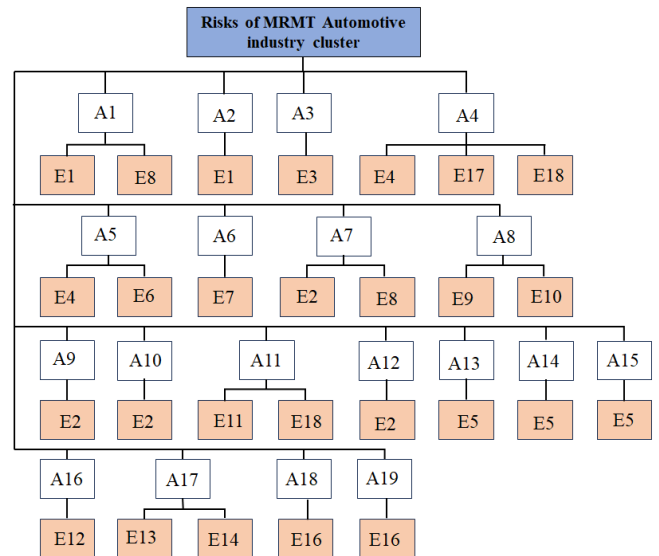 Risks of MRMT Automotive
industry cluster
A1 A2 A3 A4
E1 E8 E1 E3 E4 E17 E18
A5 A6 A7 A8
E4 E6 E7 E2 E8 E9 E10
A9 A10 A11 A12 A13 A14 A15
E2 E2 E11 E18 E2 E5 E5 E5
A16 A17 A18 A19
E12 E13 E14 E16 E16